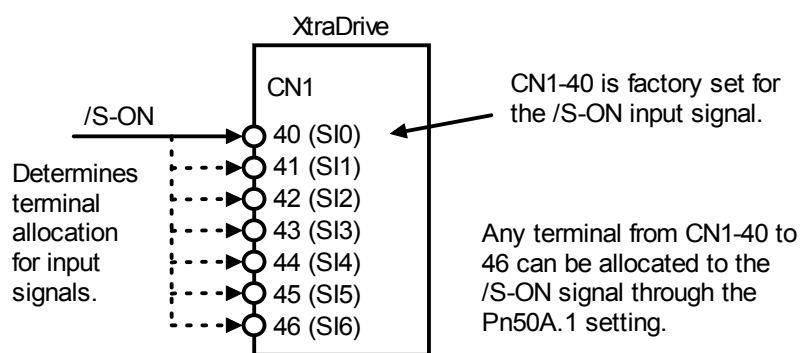 XtraDrive
CN1
/S-ON
40 (SI0)
41 (SI1)
42 (SI2)
43 (SI3)
44 (SI4)
45 (SI5)
46 (SI6)
Determines
terminal
allocation
for input
signals.
CN1-40 is factory set for
the /S-ON input signal.
Any terminal from CN1-40 to
46 can be allocated to the
/S-ON signal through the
Pn50A.1 setting.